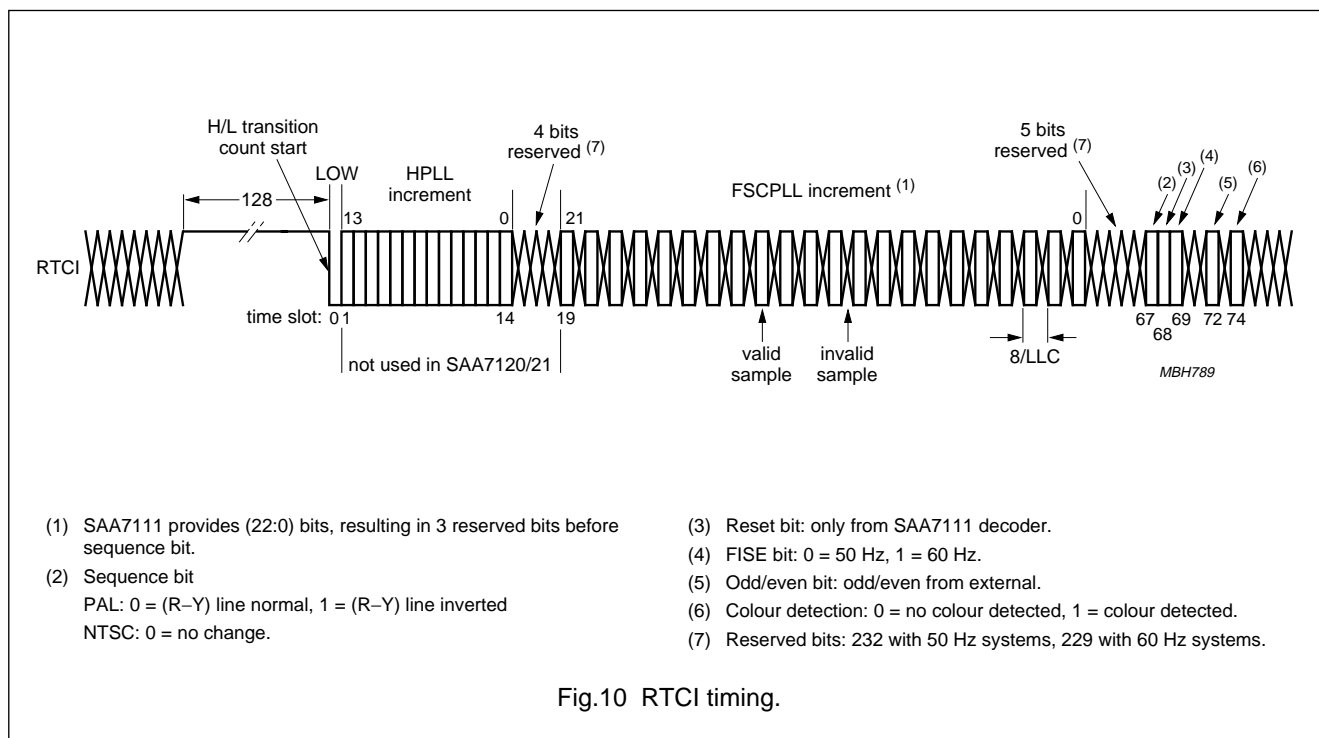 H/L transition
count start
4 bits
reserved (7)
5 bits
reserved (7)
(3)
(4)
(6)
LOW
HPLL
increment
FSCPLL increment (1)
(2)
(5)
128
13
0
21
0
RTCI
time slot:
0 1
14
19
67
69
72
74
68
not used in SAA7120/21
valid
sample
invalid
sample
8/LLC
MBH789
(1) SAA7111 provides (22:0) bits, resulting in 3 reserved bits before
sequence bit.
(2) Sequence bit
PAL: 0 = (R−Y) line normal, 1 = (R−Y) line inverted
NTSC: 0 = no change.
(3) Reset bit: only from SAA7111 decoder.
(4) FISE bit: 0 = 50 Hz, 1 = 60 Hz.
(5) Odd/even bit: odd/even from external.
(6) Colour detection: 0 = no colour detected, 1 = colour detected.
(7) Reserved bits: 232 with 50 Hz systems, 229 with 60 Hz systems.
Fig.10 RTCI timing.